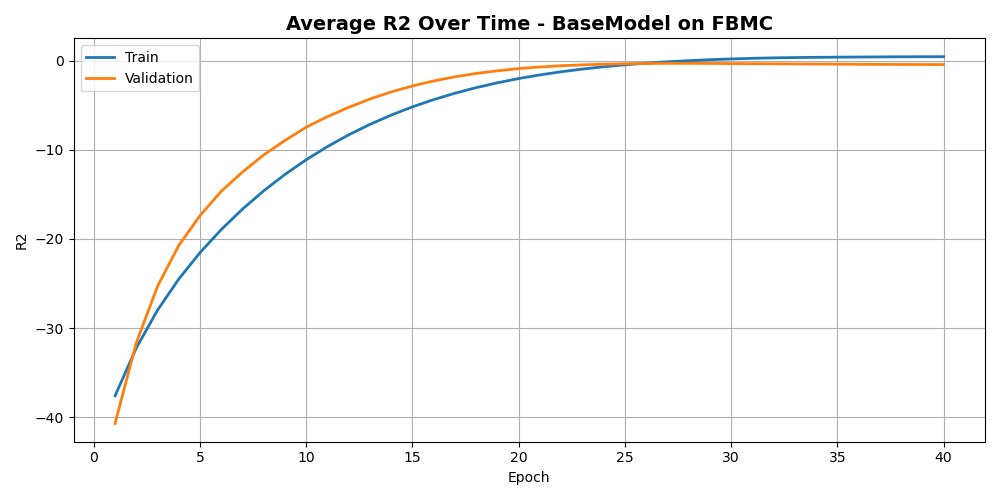 Average R2 Over Time - BaseModel on FBMC
Train
Validation
0
−10
−20
−30
−40
R2
0 5 10 15 20 25 30 35 40
Epoch